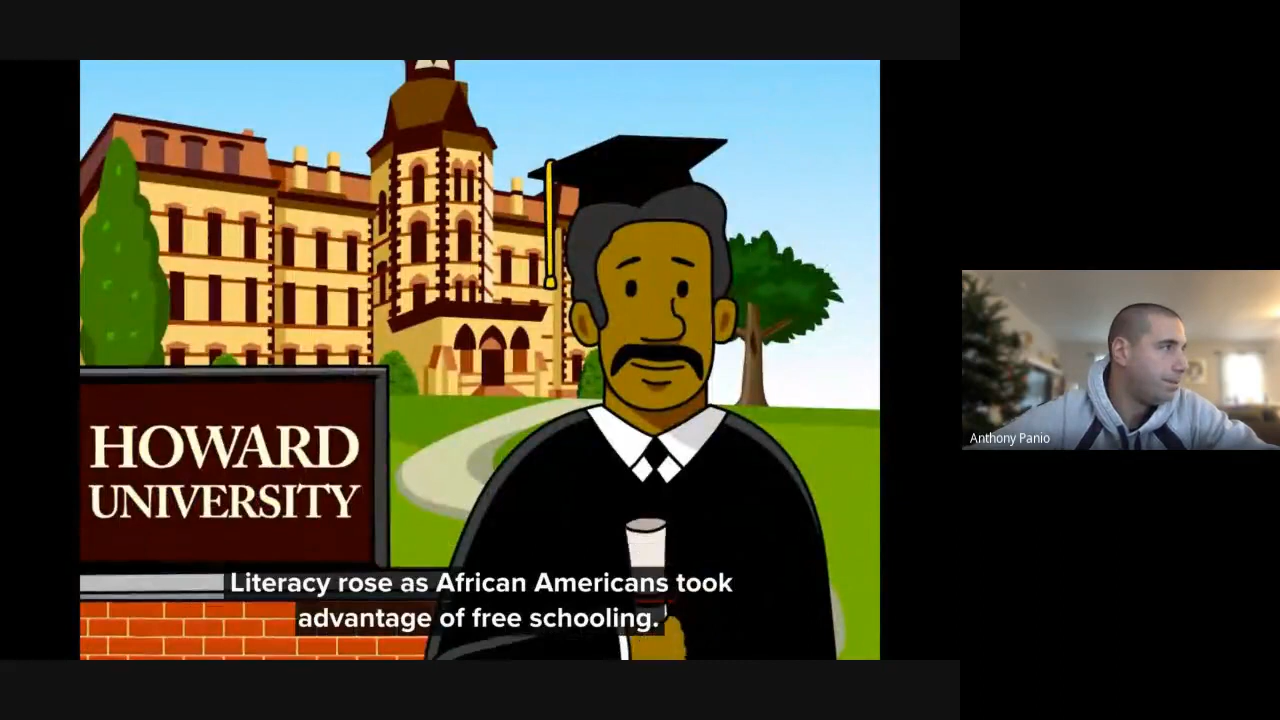 HOWARD
UNIVERSITY
Literacy rose as African Americans took
advantage of free schooling.
Anthony Panio